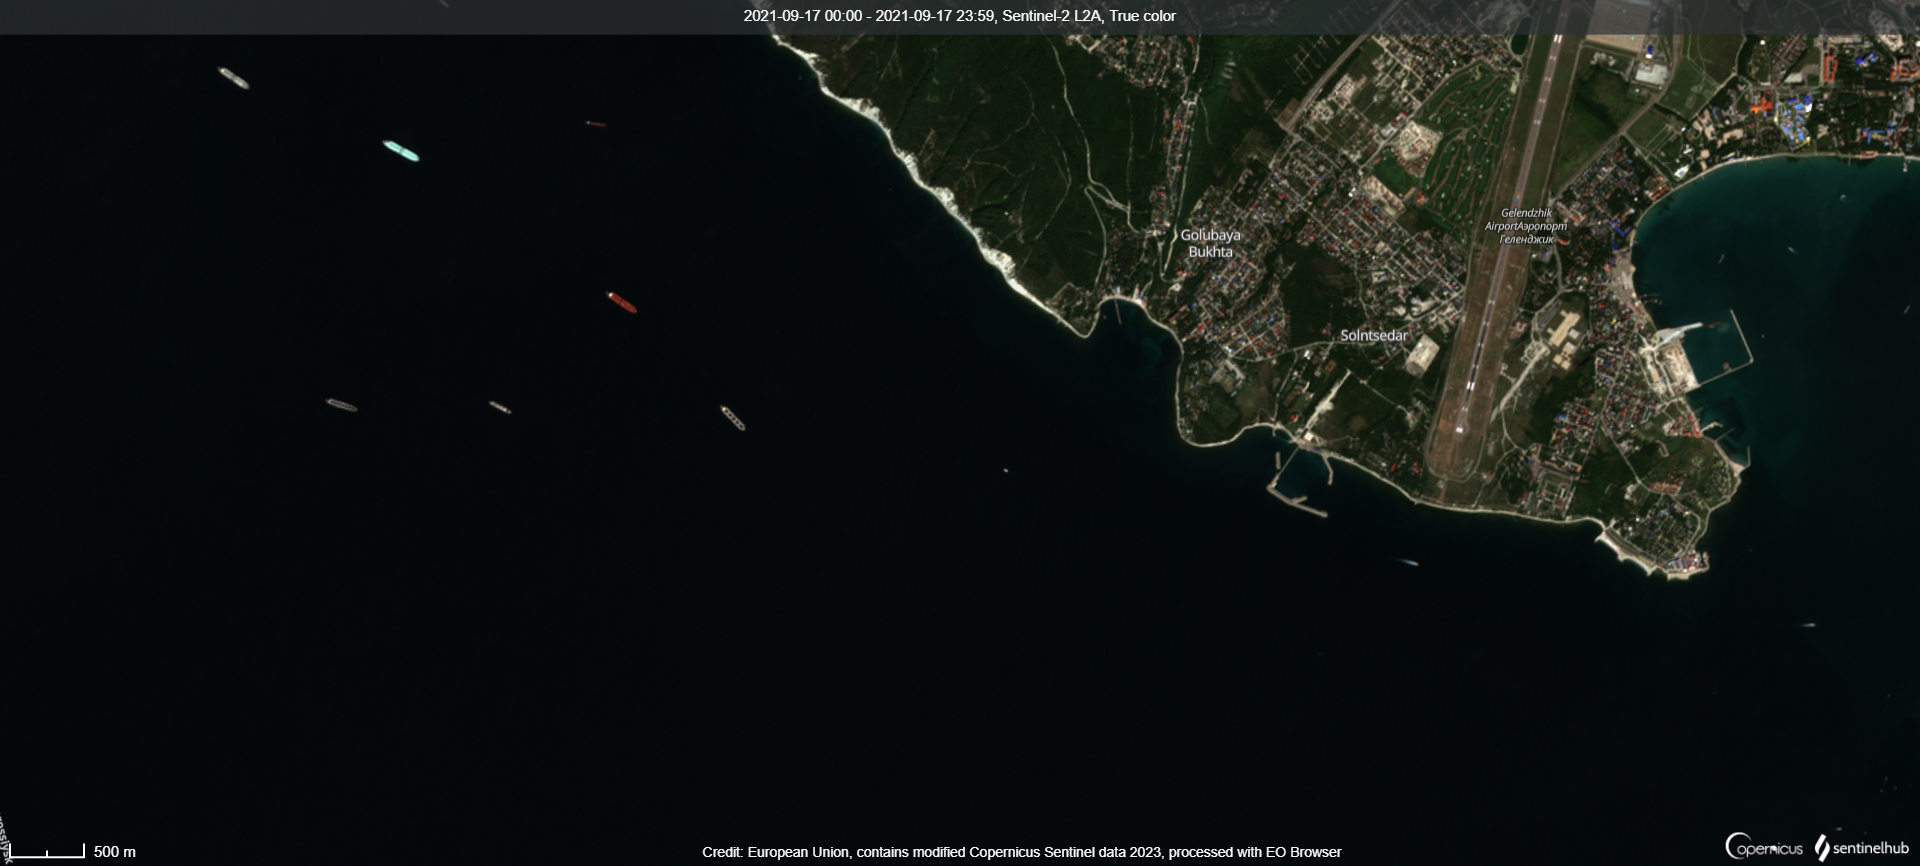 2021-09-17 00:00 - 2021-09-17 23:59, Sentinel-2 L2A, True color
Gelendzhik
AirportАэропорт
Геленджик
Golubaya
Bukhta
Solntsedar
500 m
Credit: European Union, contains modified Copernicus Sentinel data 2023, processed with EO Browser
opernicus
sentinelhub